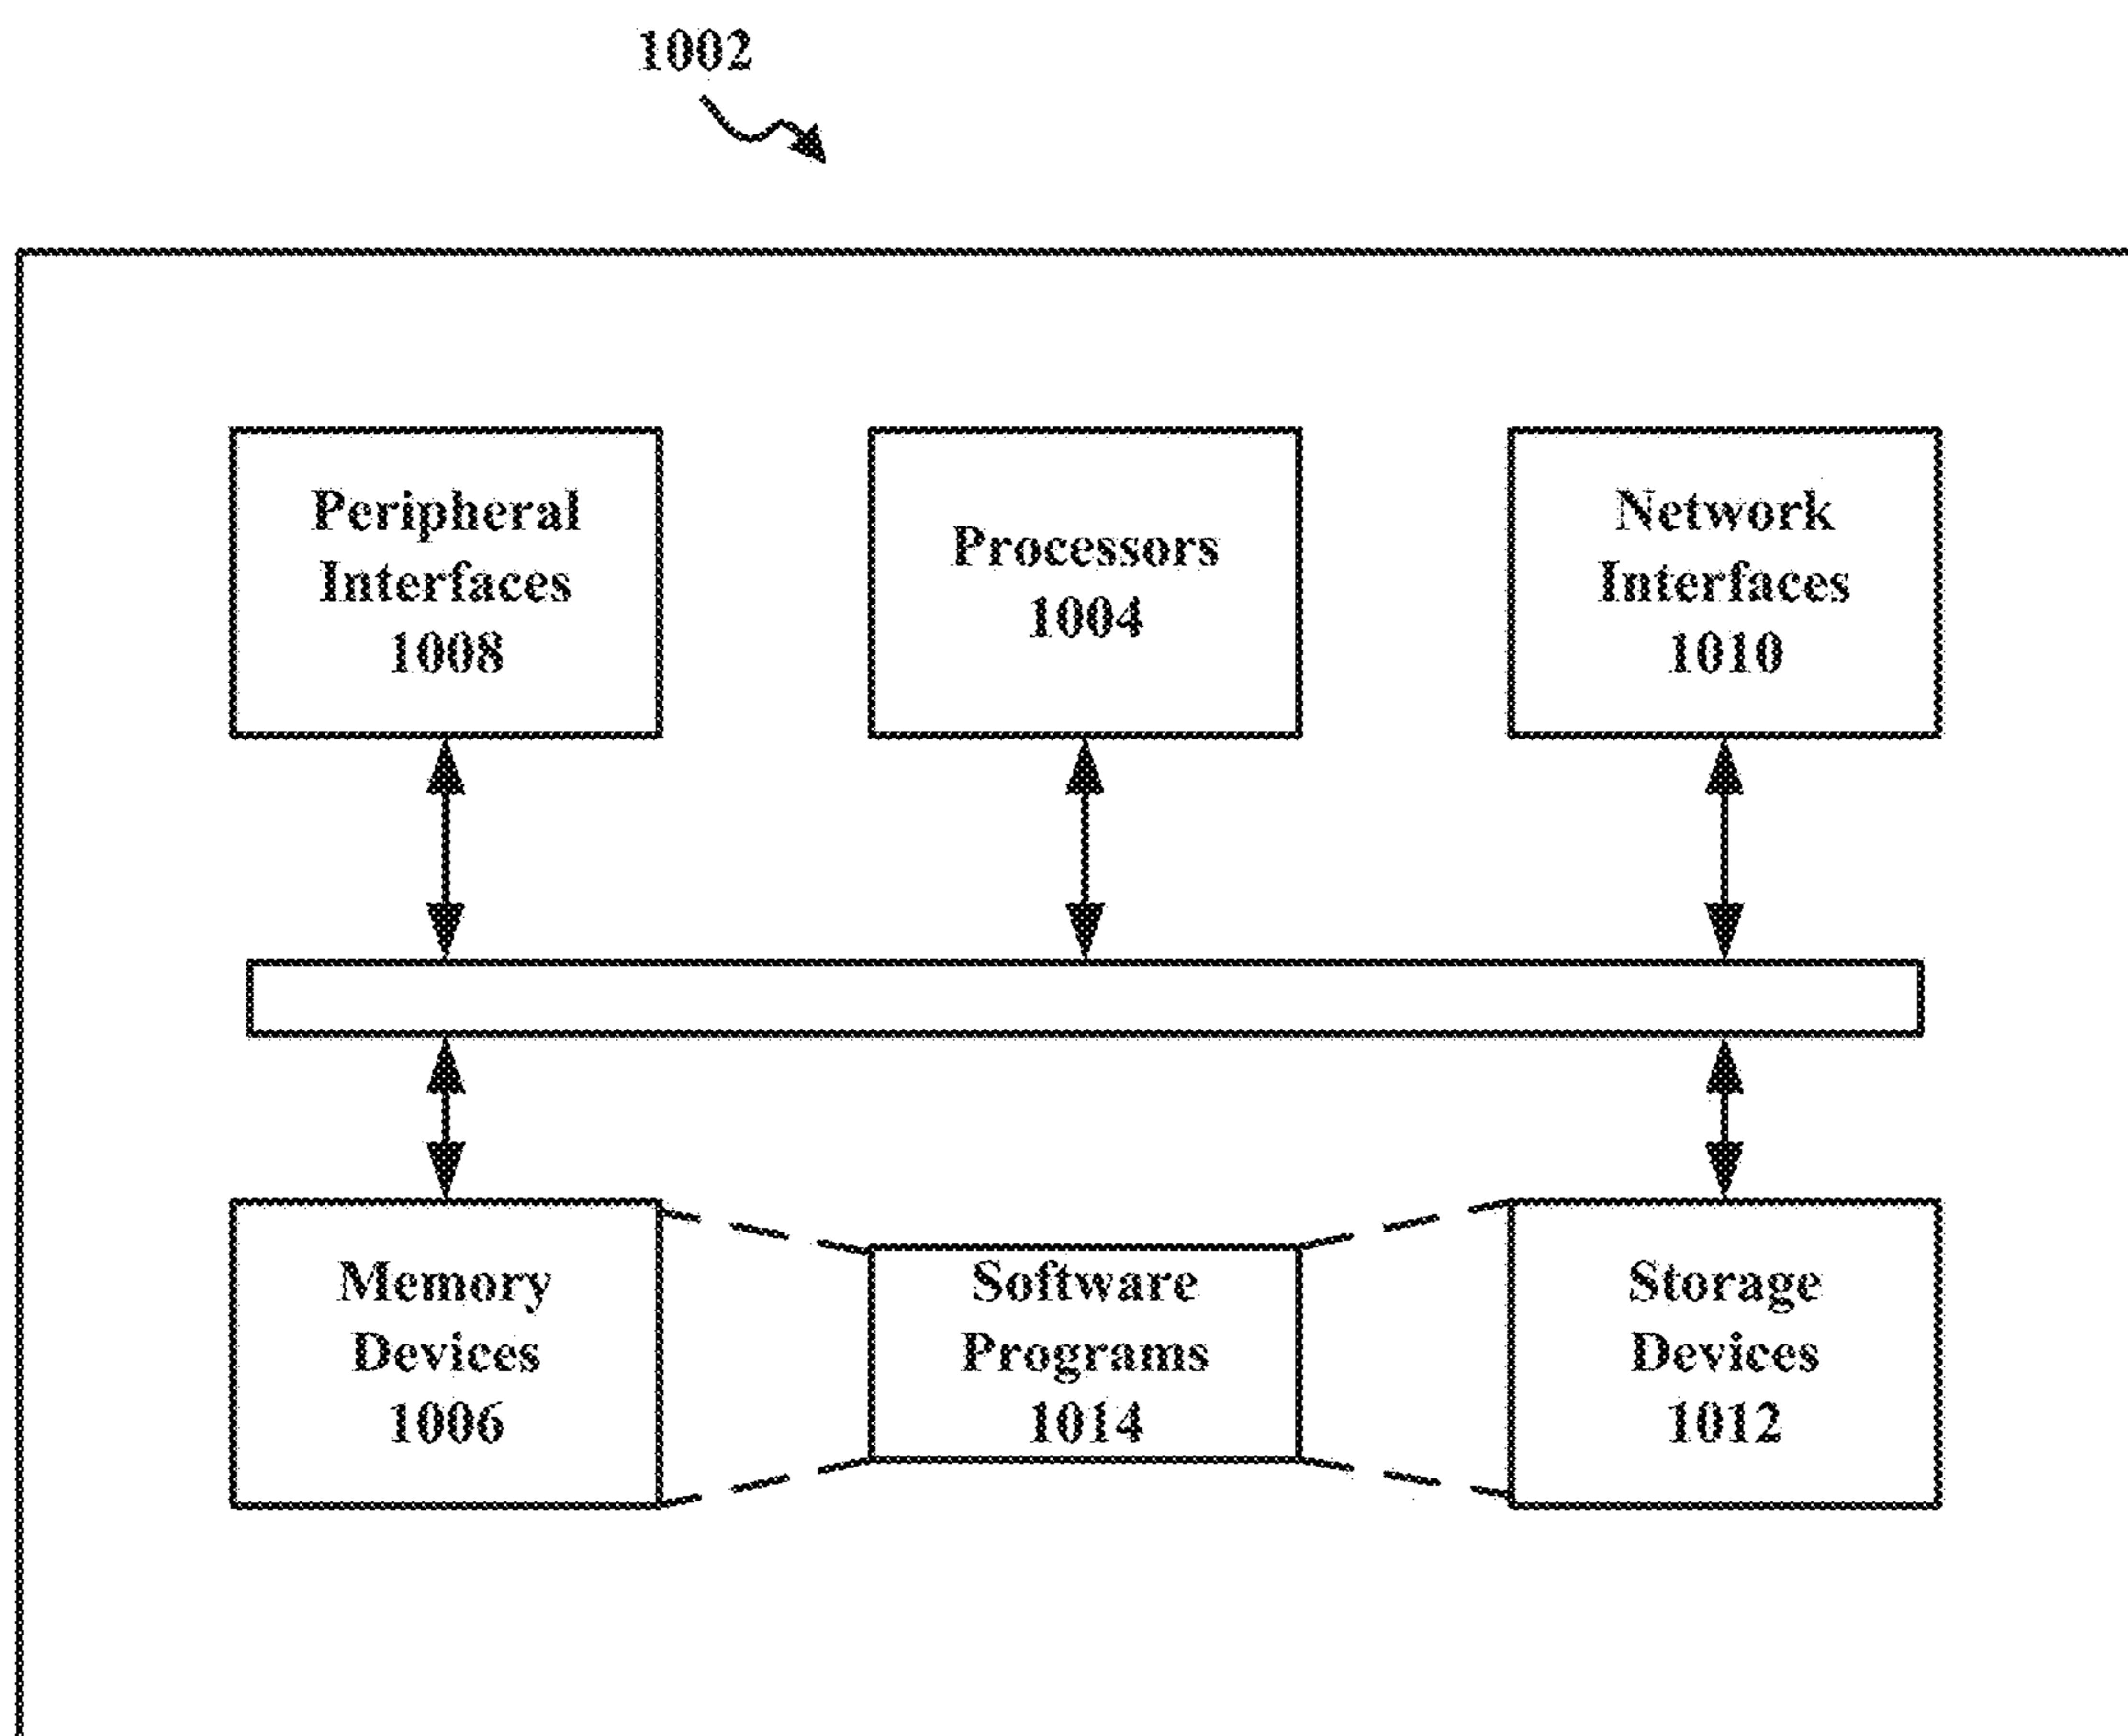 1002
Peripheral
Interfaces
1008
Processors
1004
Network
Interfaces
1010
Memory
Devices
1006
Software
Programs
1014
Storage
Devices
1012